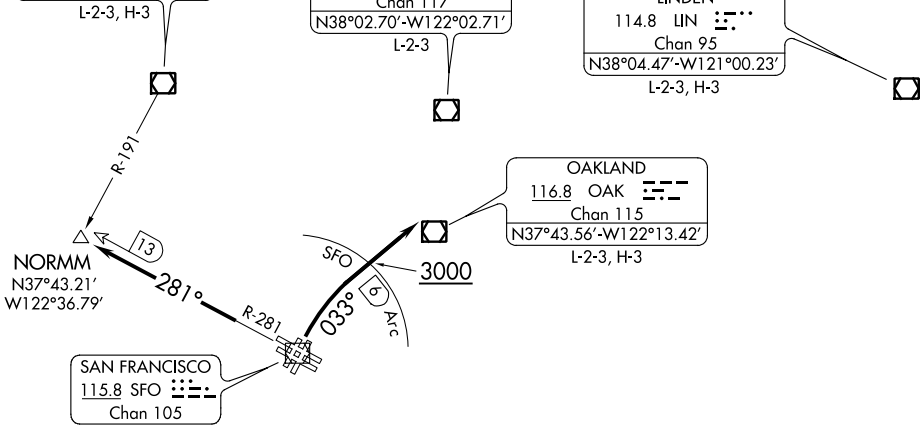 L-2-3, H-3
Chan 117
N38°02.70′-W122°02.71′
L-2-3
LINDEN
114.8 LIN
Chan 95
N38°04.47′-W121°00.23′
L-2-3, H-3
R-191
OAKLAND
116.8 OAK
Chan 115
N37°43.56′-W122°13.42′
L-2-3, H-3
NORMM
N37°43.21′
W122°36.79′
13
281°
R-281
033°
SFO
6
Arc
3000
SAN FRANCISCO
115.8 SFO
Chan 105